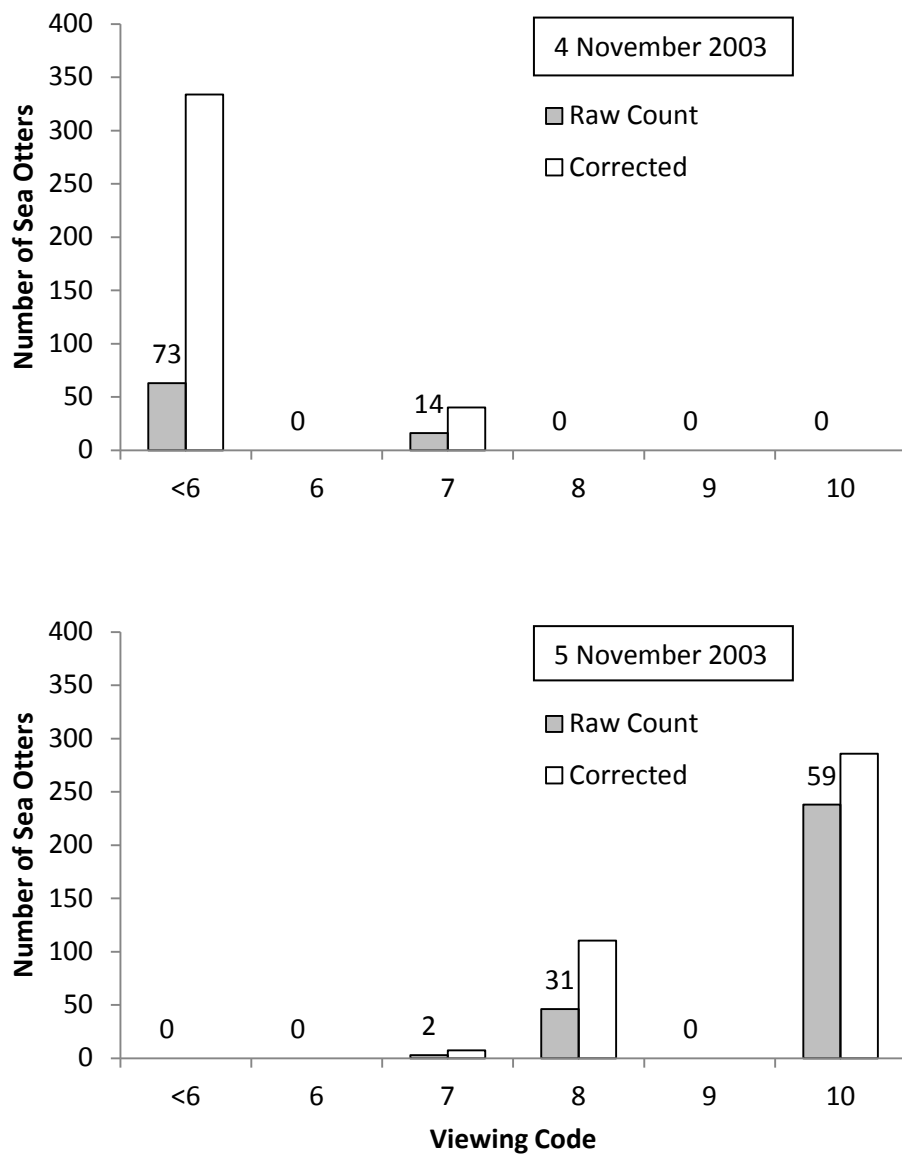 4 November 2003
Raw Count
Corrected
Number of Sea Otters
400
350
300
250
200
150
100
50
0
73
0
14
0
0
0
<6 6 7 8 9 10
5 November 2003
Raw Count
Corrected
Number of Sea Otters
400
350
300
250
200
150
100
50
0
0
0
2
31
0
59
<6 6 7 8 9 10
Viewing Code